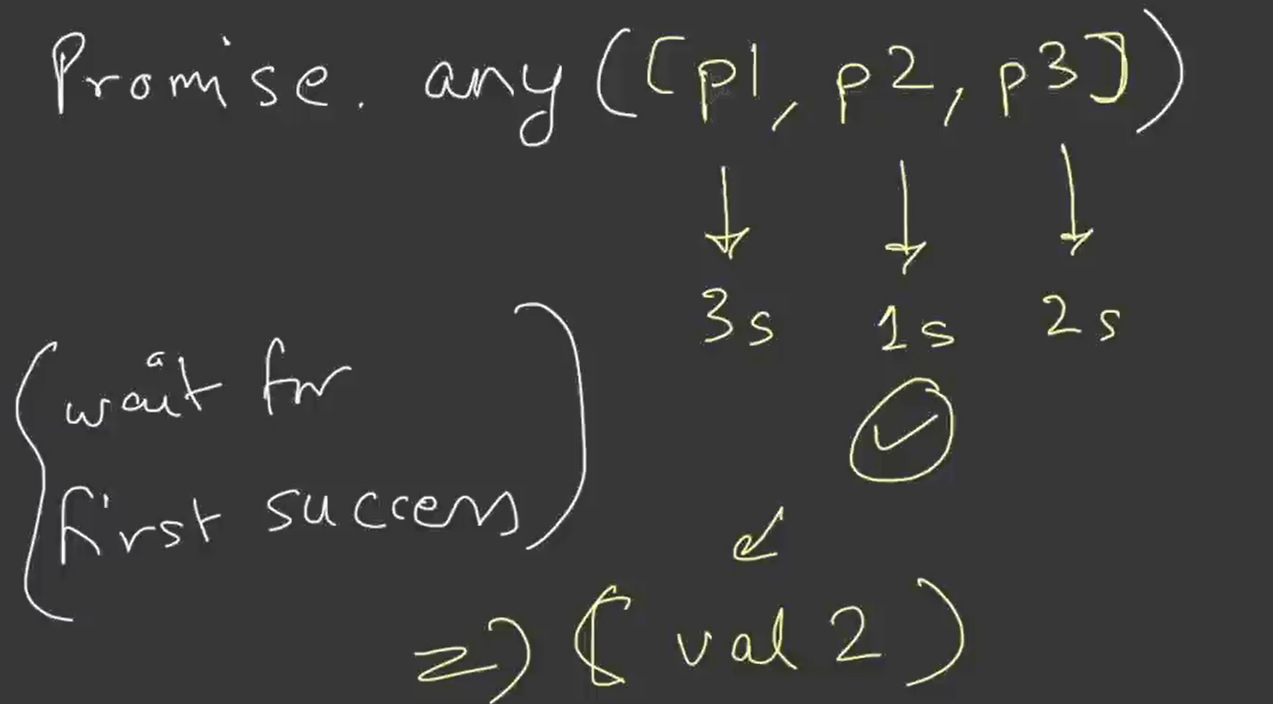 Promise. any([p1, p2, p3])
3s 1s 2s
(wait for
first success)
=> ( val 2 )